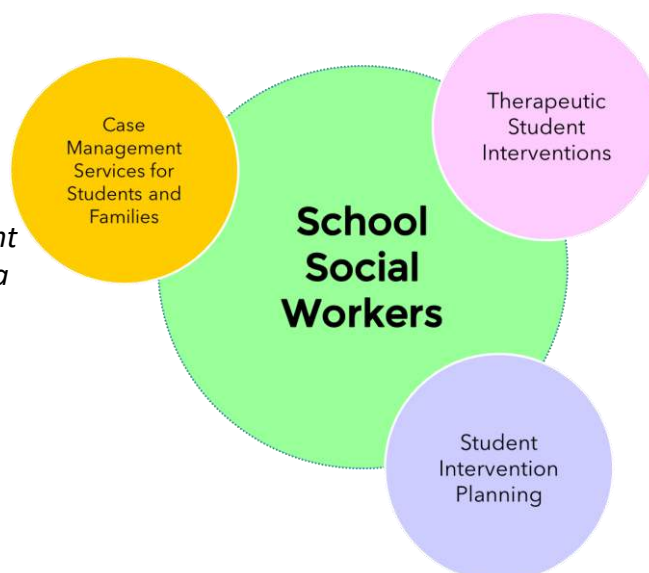 Case
Management
Services for
Students and
Families
Therapeutic
Student
Interventions
School
Social
Workers
Student
Intervention
Planning